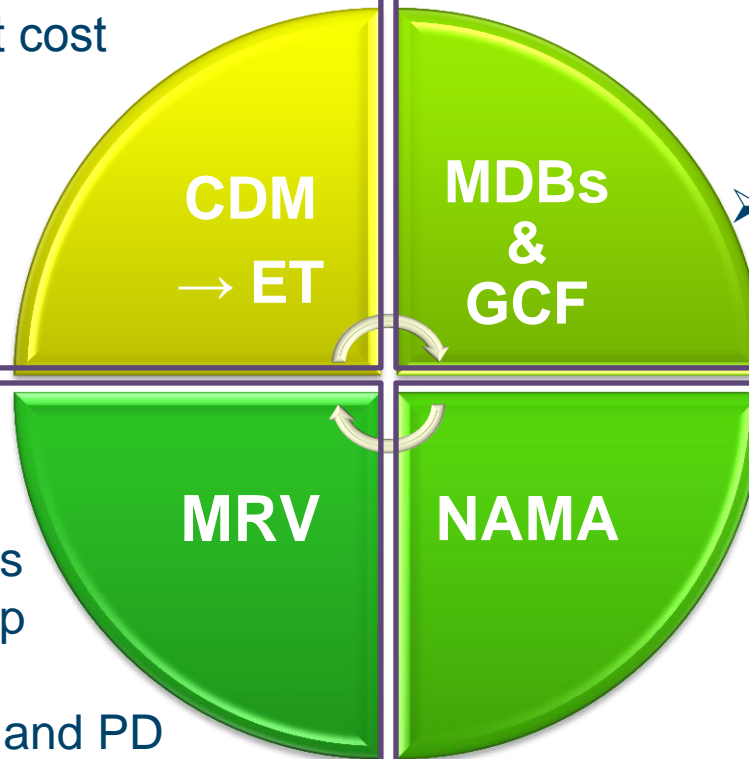 t cost
CDM
→ ET
MDBs
&
GCF
➤
MRV
NAMA
s
p
and PD